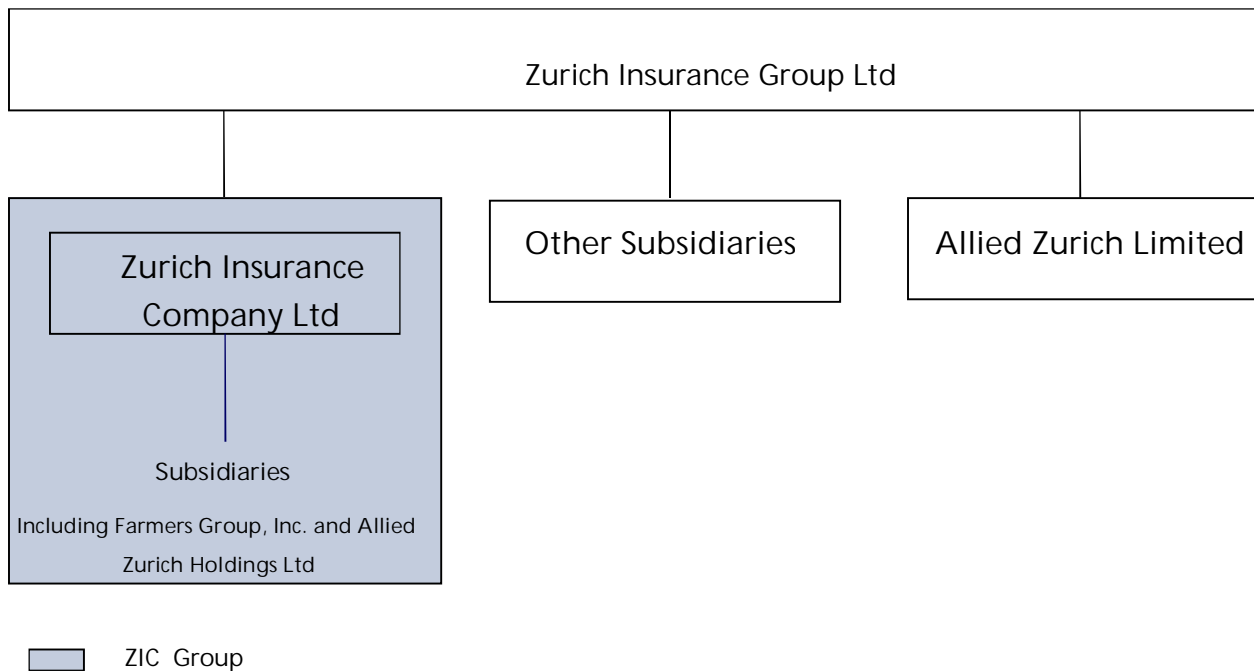 Zurich Insurance Group Ltd
Zurich Insurance
Company Ltd
Subsidiaries
Including Farmers Group, Inc. and Allied
Zurich Holdings Ltd
Other Subsidiaries
Allied Zurich Limited
ZIC Group